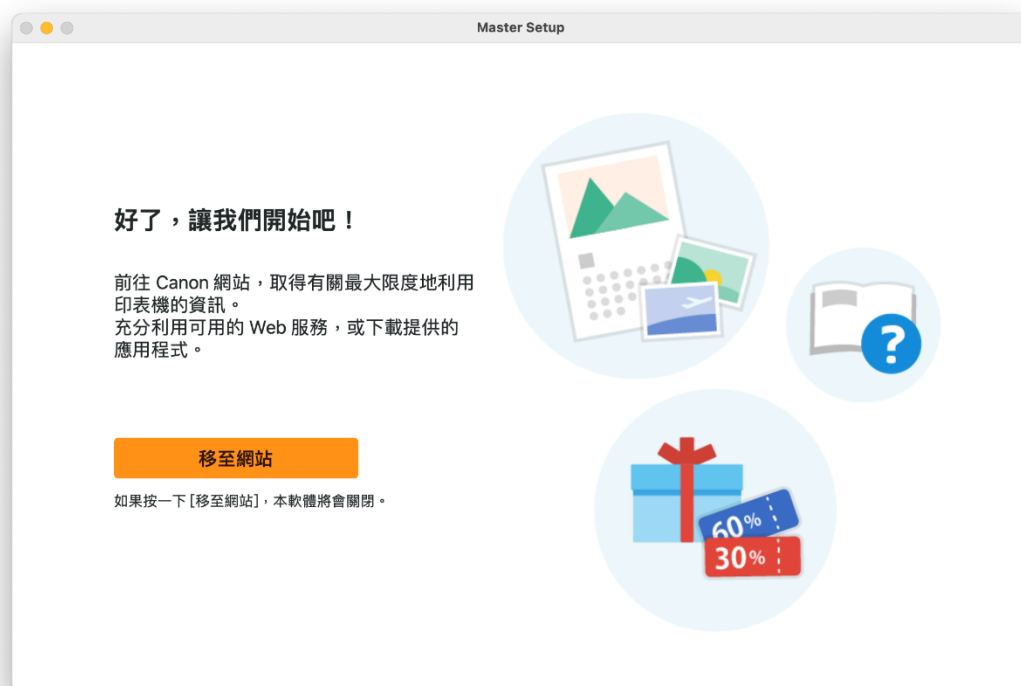 Master Setup
好了，讓我們開始吧！
前往 Canon 網站，取得有關最大限度地利用
印表機的資訊。
充分利用可用的 Web 服務，或下載提供的
應用程式。
移至網站
如果按一下 [移至網站]，本軟體將會關閉。
?
60%
30%